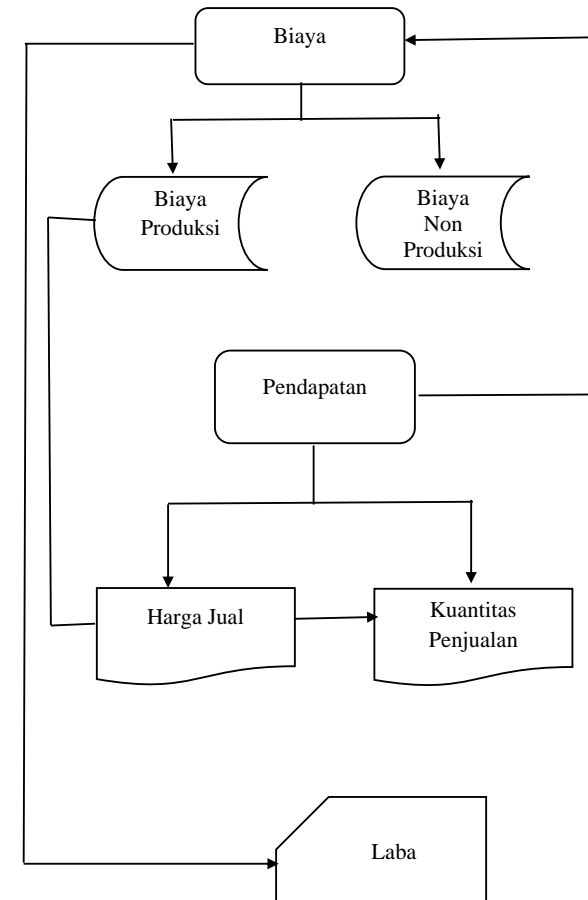 Biaya
Biaya
Produksi
Biaya
Non
Produksi
Pendapatan
Harga Jual
Kuantitas
Penjualan
Laba